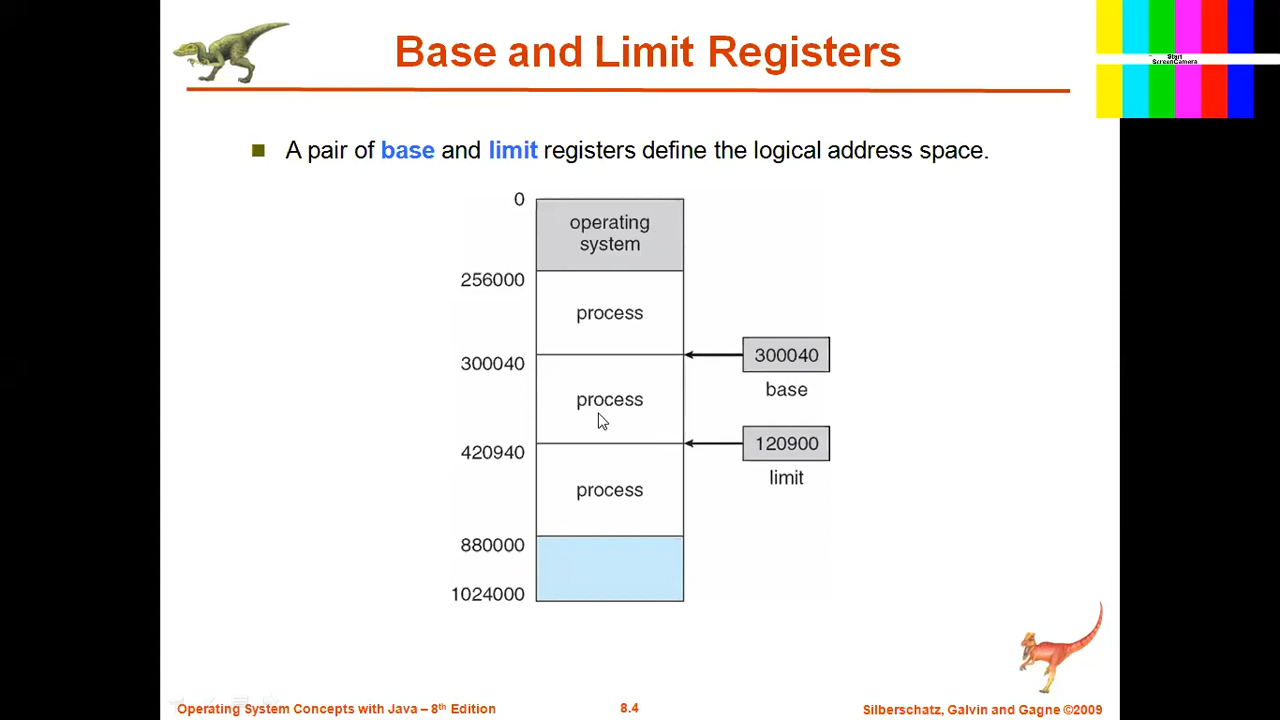 Base and Limit Registers
Start
ScreenCamera
A pair of base and limit registers define the logical address space.
0
operating
system
256000
process
300040
300040
base
process
420940
120900
limit
process
880000
1024000
Operating System Concepts with Java – 8th Edition
8.4
Silberschatz, Galvin and Gagne ©2009